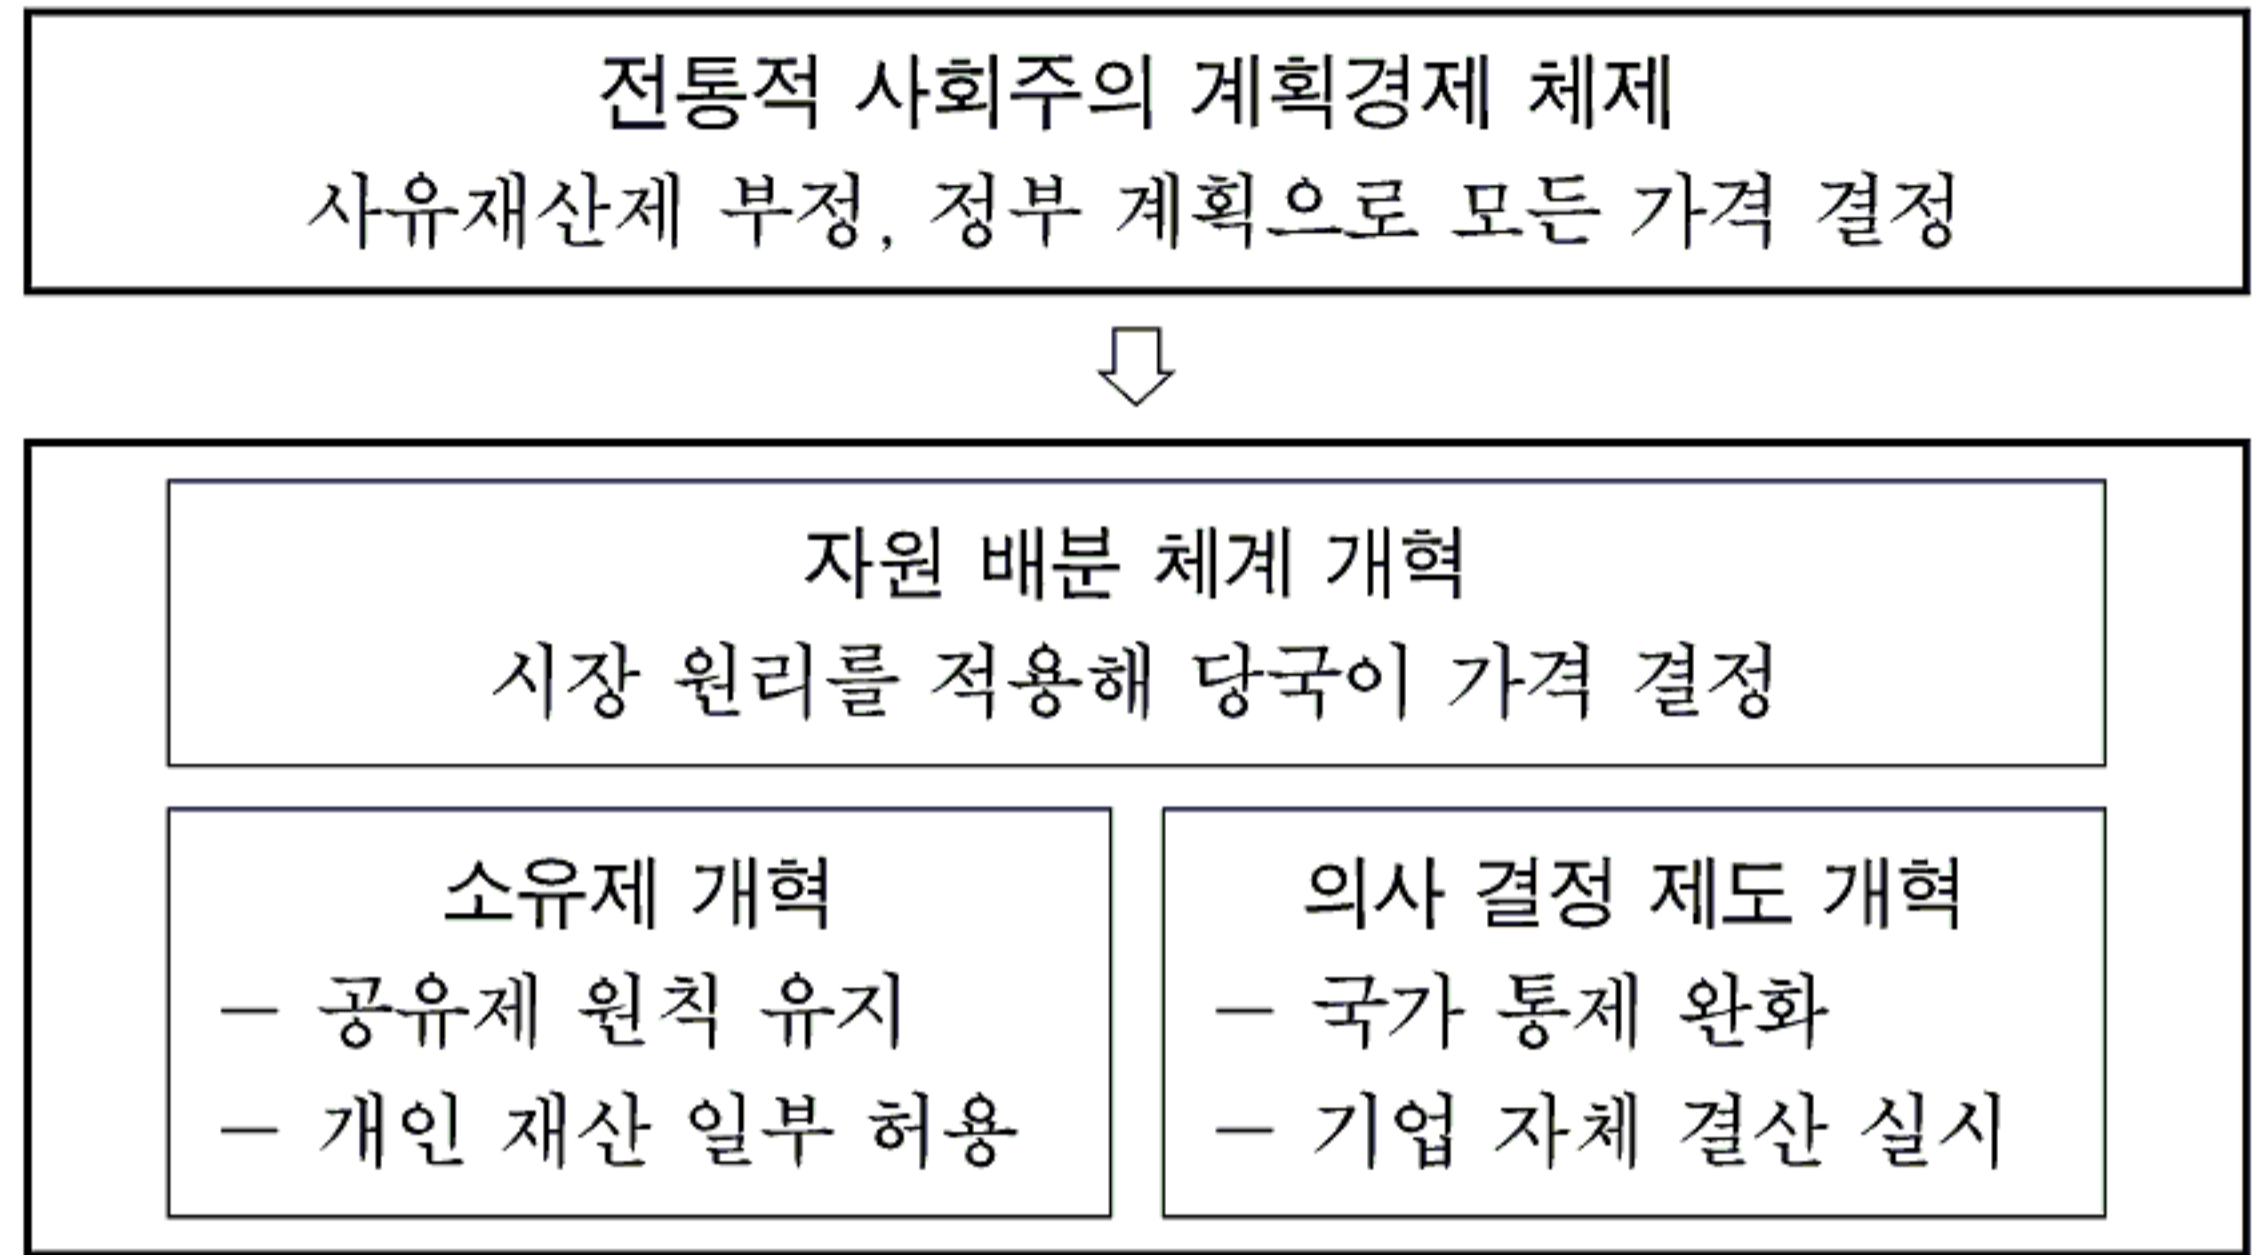 전통적 사회주의 계획경제 체제
사유재산제 부정, 정부 계획으로 모든 가격 결정
자원 배분 체계 개혁
시장 원리를 적용해 당국이 가격 결정
소유제 개혁
- 공유제 원칙 유지
- 개인 재산 일부 허용
의사 결정 제도 개혁
- 국가 통제 완화
- 기업 자체 결산 실시